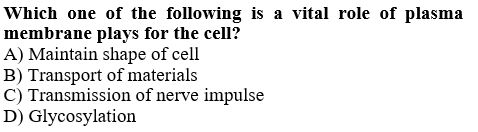 Which one of the following is a vital role of plasma
membrane plays for the cell?
A) Maintain shape of cell
B) Transport of materials
C) Transmission of nerve impulse
D) Glycosylation